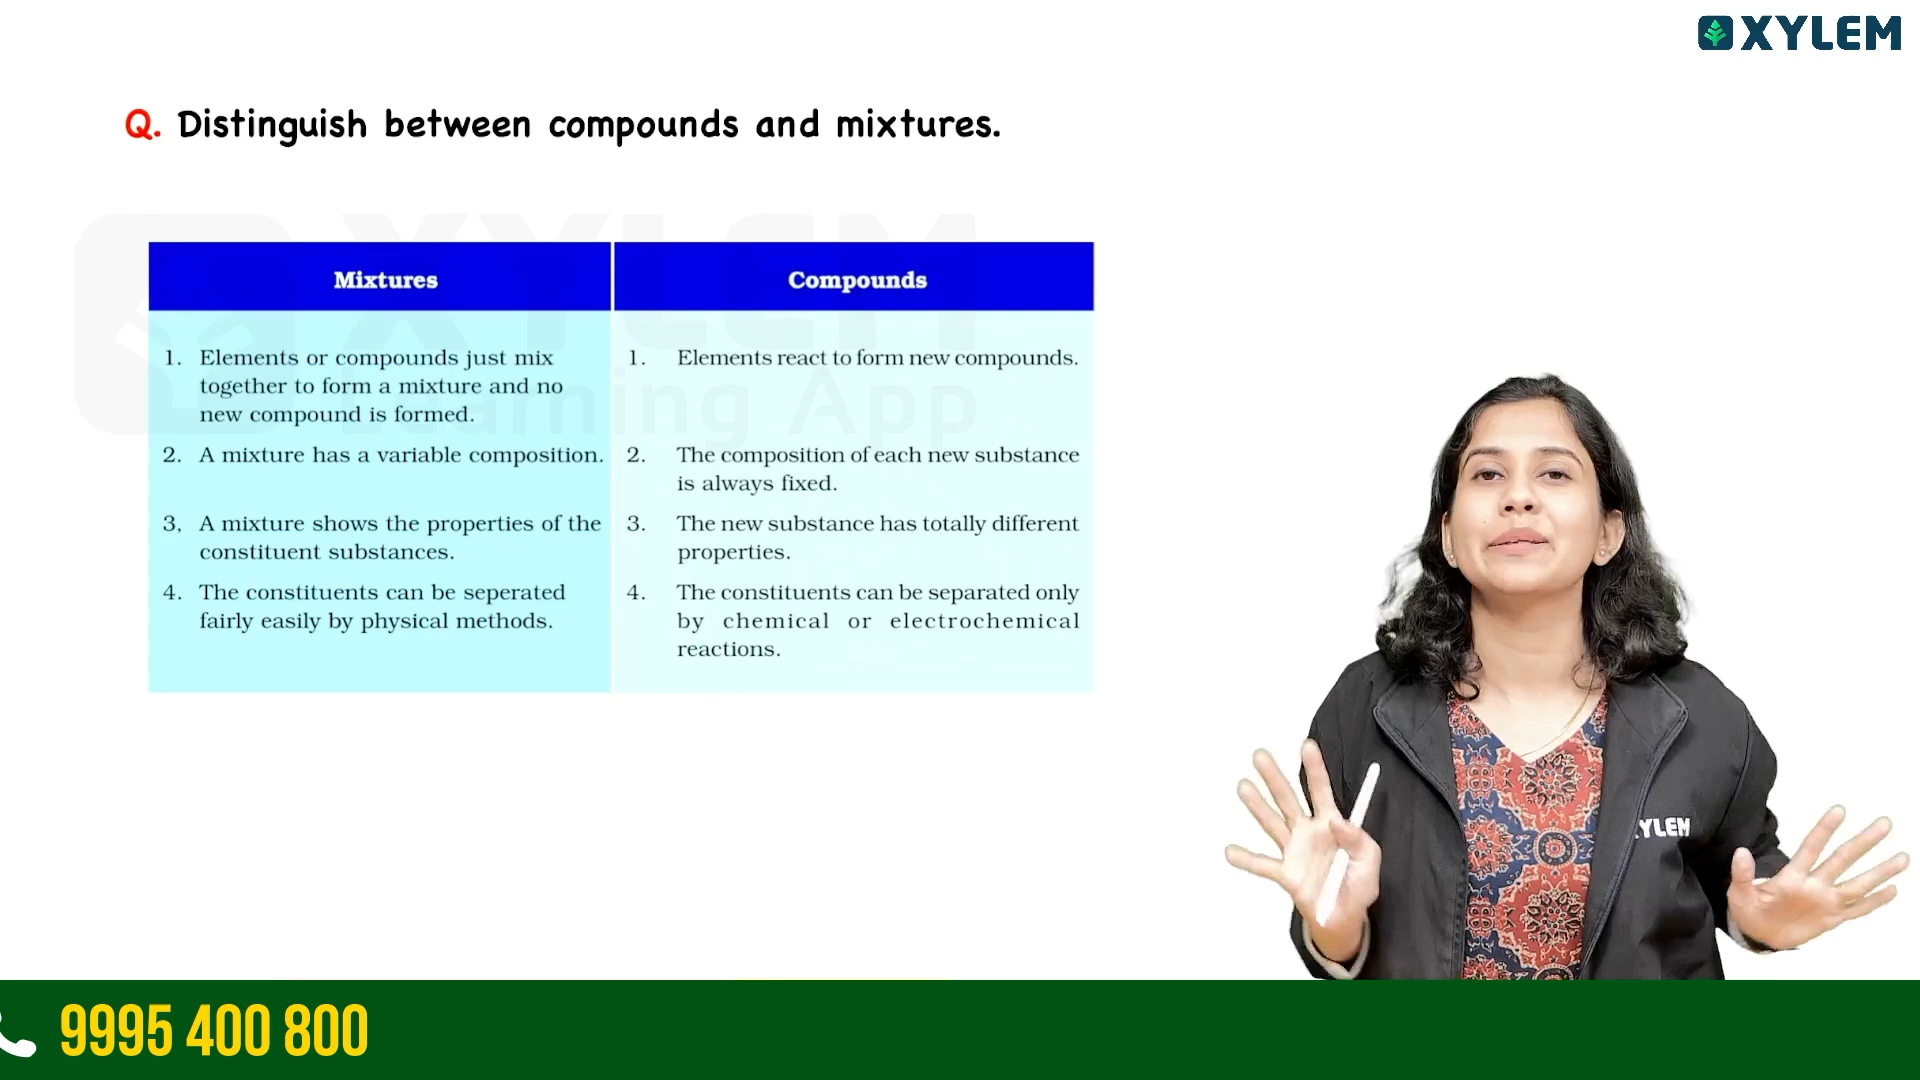 XYLEM
Q. Distinguish between compounds and mixtures.
XYLEM
Learning App
Mixtures
Compounds
1. Elements or compounds just mix
together to form a mixture and no
new compound is formed.
1. Elements react to form new compounds.
2. A mixture has a variable composition.
2. The composition of each new substance
is always fixed.
3, A mixture shows the properties of the
constituent substances.
3. The new substance has totally different
properties.
4. The constituents can be seperated
fairly easily by physical methods.
4. The constituents can be separated only
by chemical or electrochemical
reactions.
YLEM
9995 400 800